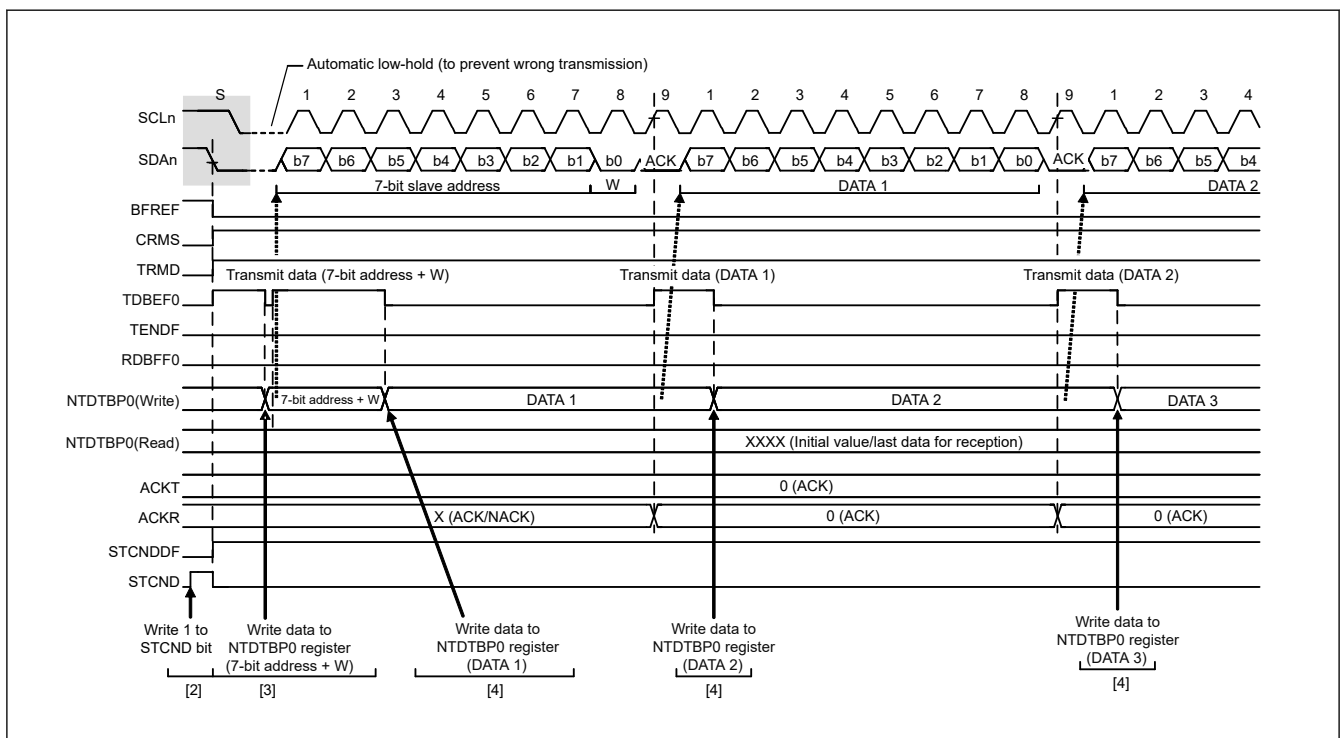 Automatic low-hold (to prevent wrong transmission)
S 1 2 3 4 5 6 7 8 9 1 2 3 4 5 6 7 8 9 1 2 3 4
SCLn
SDAn b7 b6 b5 b4 b3 b2 b1 b0 ACK b7 b6 b5 b4 b3 b2 b1 b0 ACK b7 b6 b5 b4
7-bit slave address W DATA 1 DATA 2
BFREF
CRMS
TRMD
Transmit data (7-bit address + W) Transmit data (DATA 1) Transmit data (DATA 2)
TDBEF0
TENDF
RDBFF0
NTDTBP0(Write) 7-bit address + W DATA 1 DATA 2 DATA 3
NTDTBP0(Read) XXXX (Initial value/last data for reception)
ACKT 0 (ACK)
ACKR X (ACK/NACK) 0 (ACK) 0 (ACK)
STCNDDF
STCND
Write 1 to
STCND bit
[2]
Write data to
NTDTBP0 register
(7-bit address + W)
[3]
Write data to
NTDTBP0 register
(DATA 1)
[4]
Write data to
NTDTBP0 register
(DATA 2)
[4]
Write data to
NTDTBP0 register
(DATA 3)
[4]